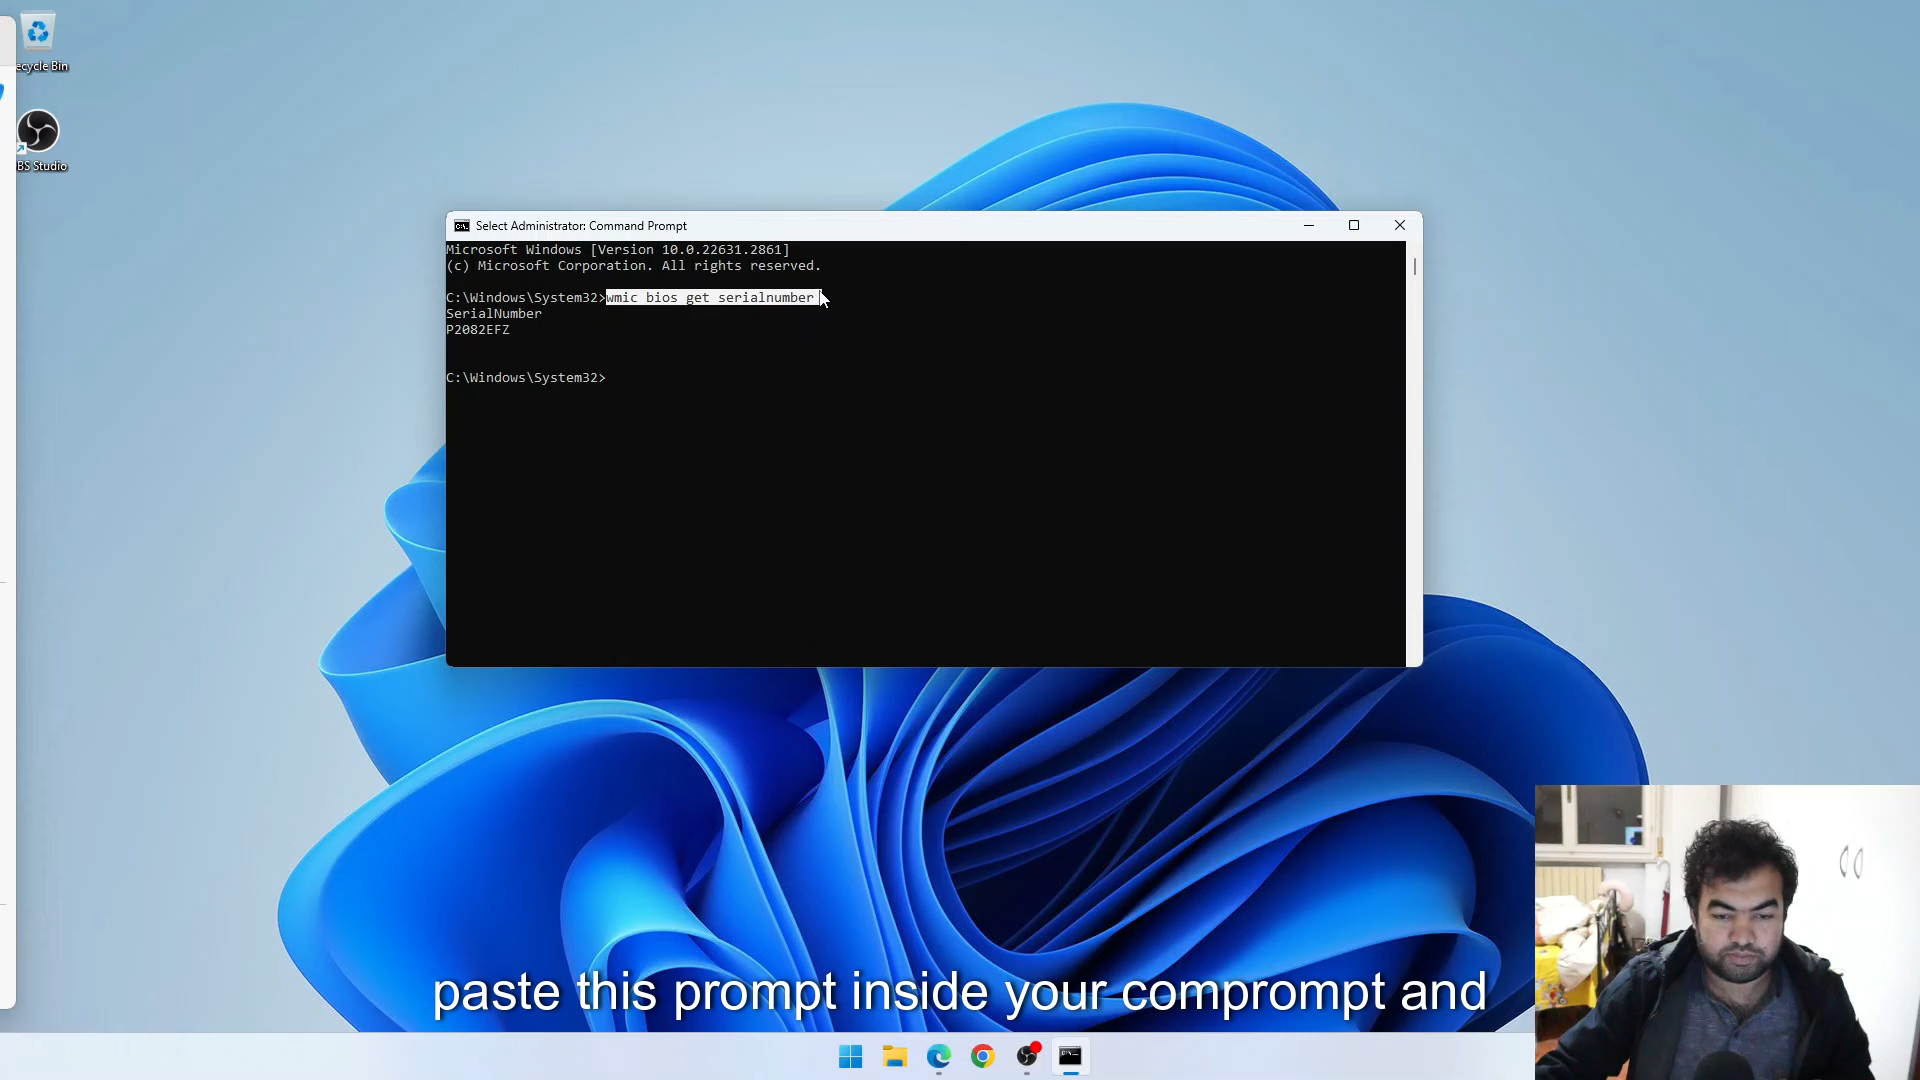 ecycle Bin
BS Studio
Select Administrator: Command Prompt
Microsoft Windows [Version 10.0.22631.2861]
(c) Microsoft Corporation. All rights reserved.
C:\Windows\System32>wmic bios get serialnumber
SerialNumber
P2082EFZ
C:\Windows\System32>
paste this prompt inside your comprompt and